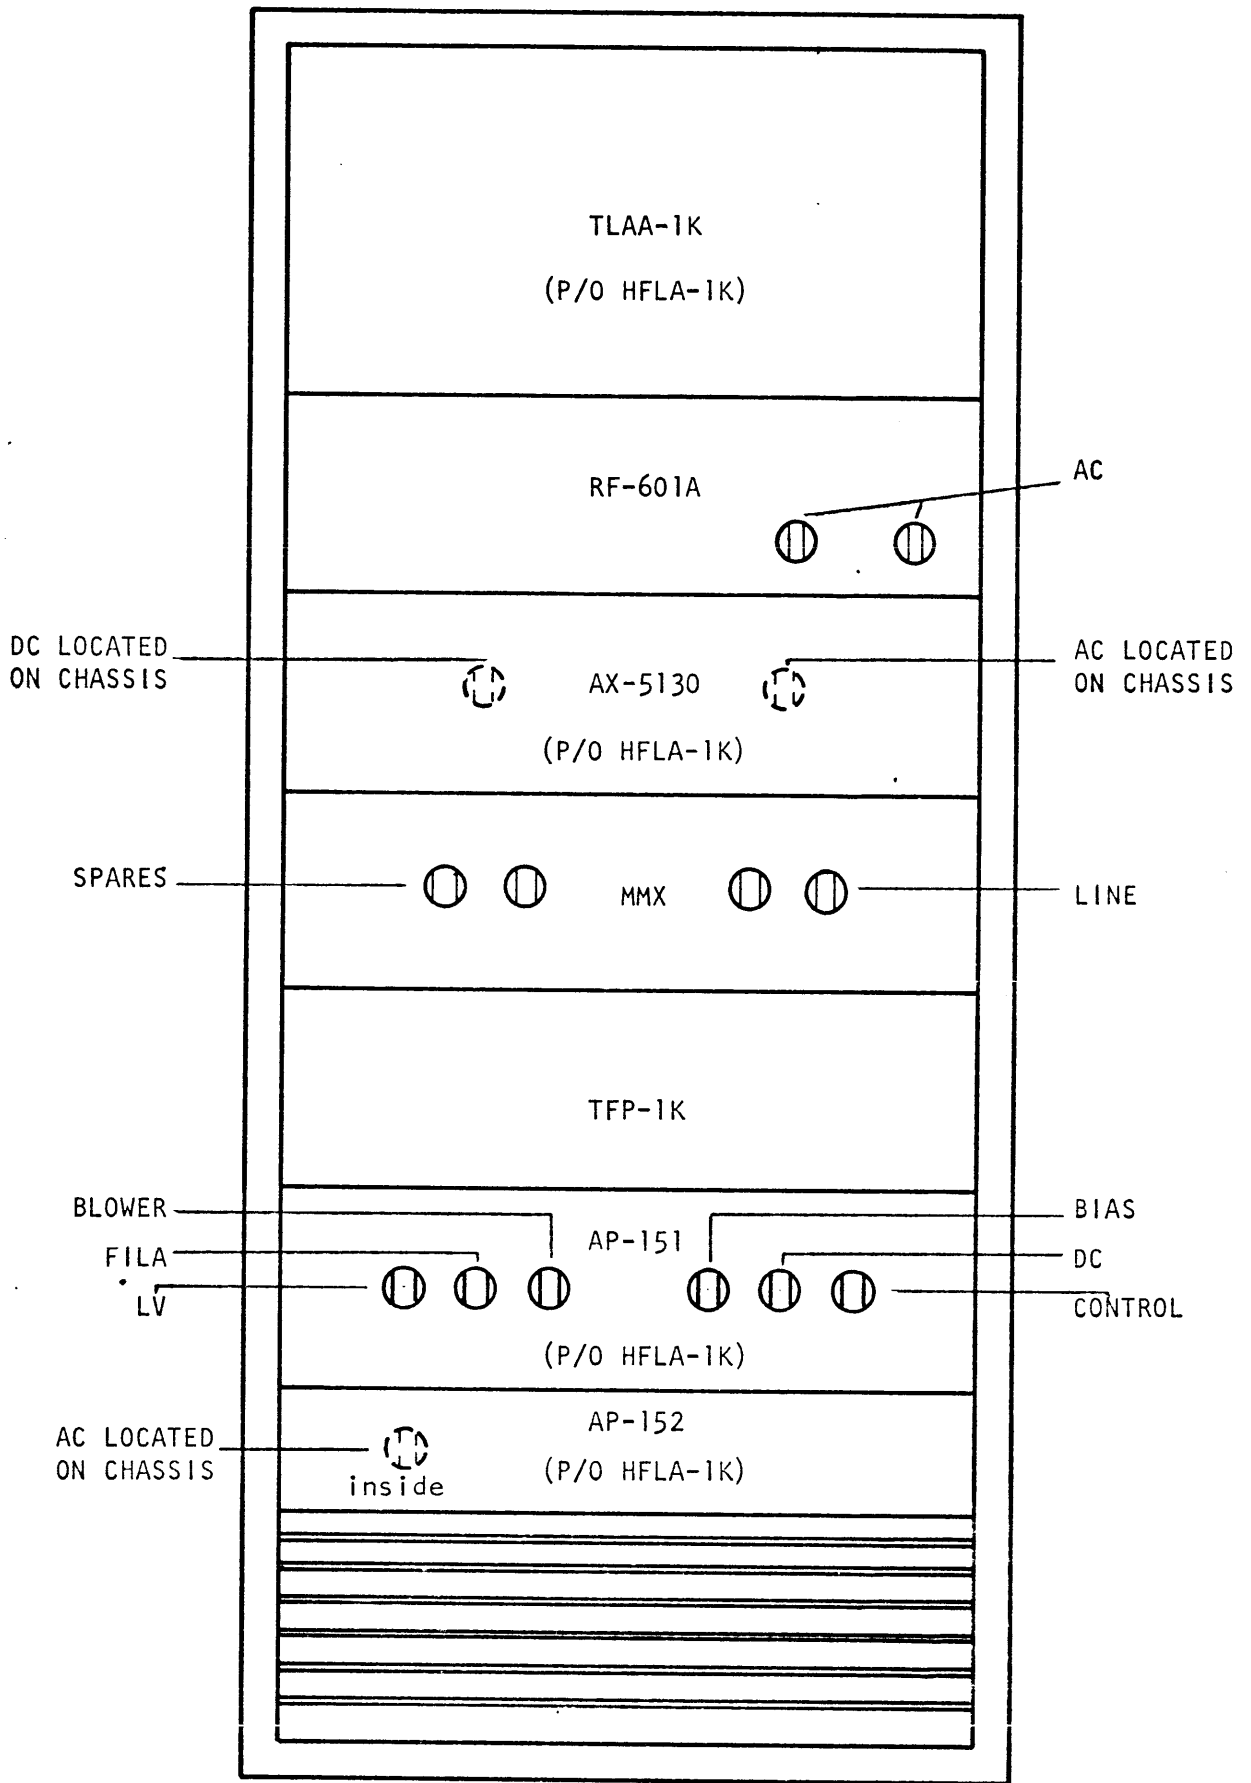 TLAA-1K
(P/O HFLA-1K)
RF-601A
AC
DC LOCATED
ON CHASSIS
AX-5130
AC LOCATED
ON CHASSIS
(P/O HFLA-1K)
SPARES
MMX
LINE
TFP-1K
BLOWER
FILA
LV
AP-151
BIAS
DC
CONTROL
(P/O HFLA-1K)
AP-152
AC LOCATED
ON CHASSIS
inside
(P/O HFLA-1K)